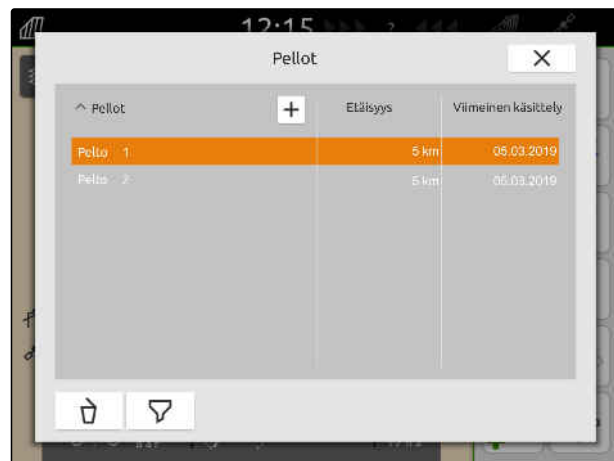 12:15
Pellot
Pellot + Etäisyys Viimeinen käsittely
Pelto 1 5 km 05.03.2019
Pelto 2 5 km 05.03.2019